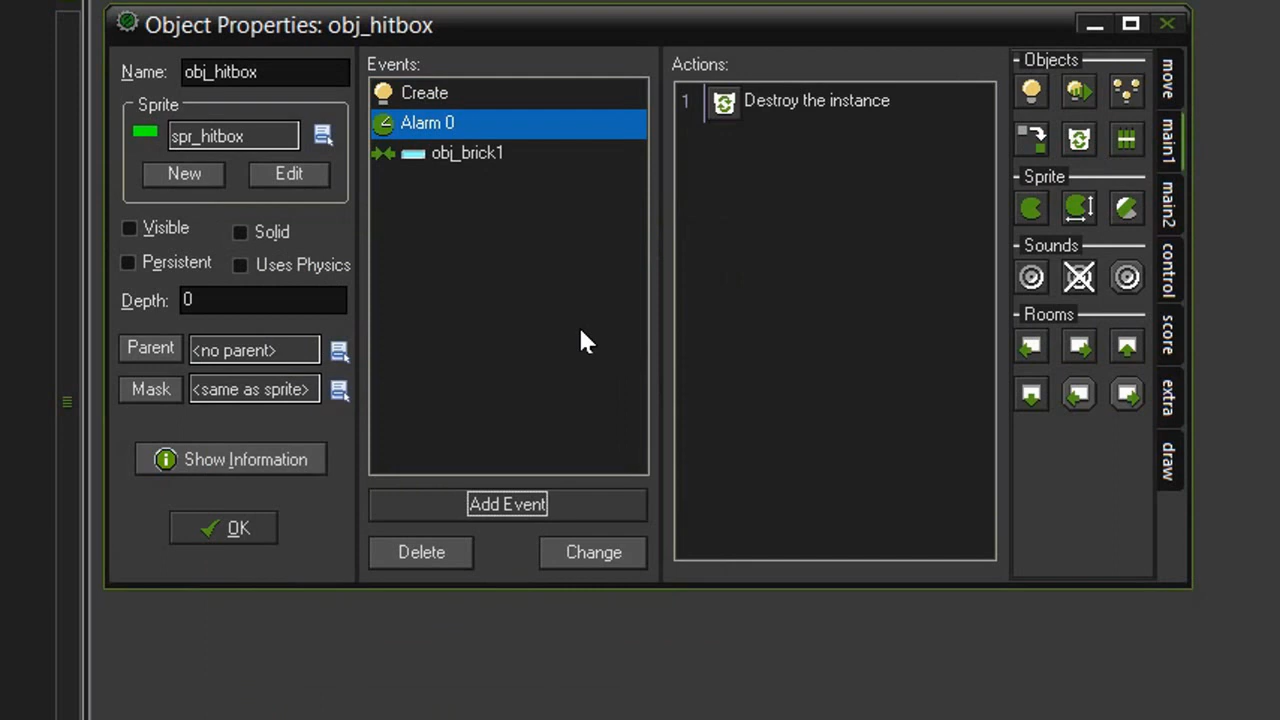 Object Properties: obj_hitbox
Name: obj_hitbox
Sprite
spr_hitbox
New Edit
Visible Solid
Persistent Uses Physics
Depth: 0
Parent <no parent>
Mask <same as sprite>
Show Information
OK
Events:
Create
Alarm 0
obj_brick1
Add Event
Delete Change
Actions:
1 Destroy the instance
Objects
Sprite
Sounds
Rooms
move
main1
main2
control
score
extra
draw